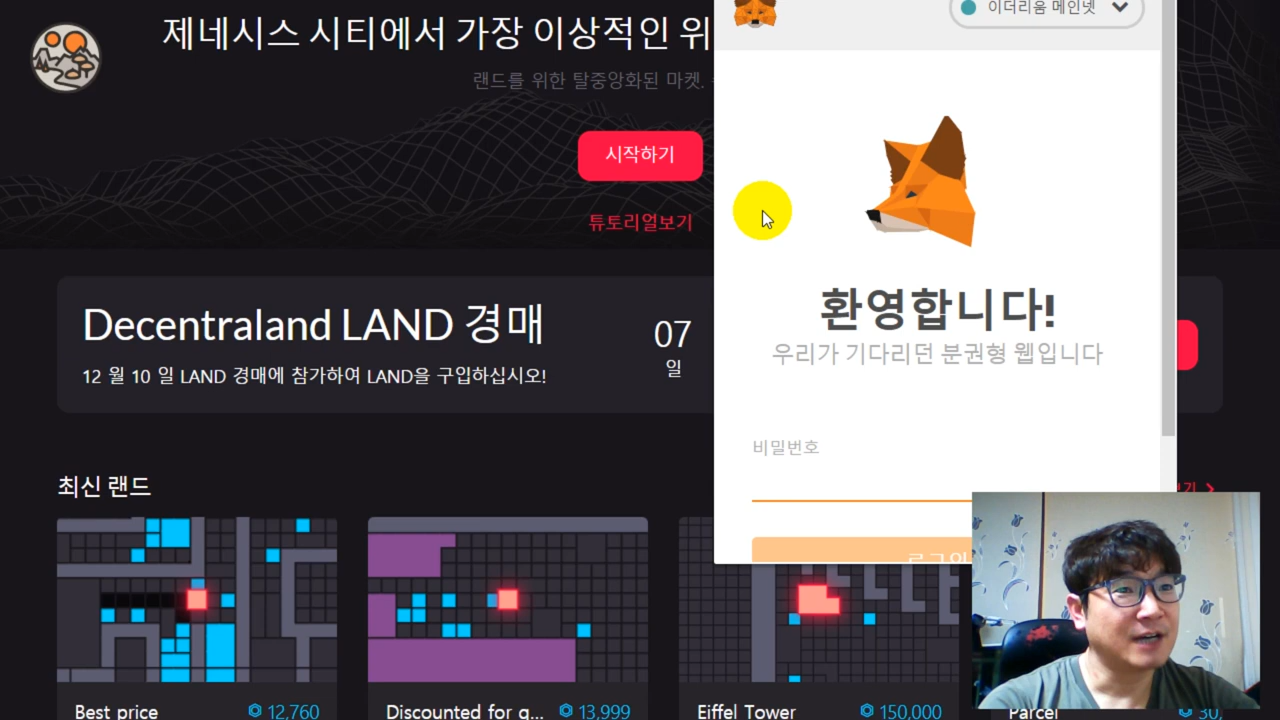 제네시스 시티에서 가장 이상적인 위
랜드를 위한 탈중앙화된 마켓.
시작하기
튜토리얼보기
이더리움 메인넷
환영합니다!
우리가 기다리던 분권형 웹입니다
비밀번호
로그인
Decentraland LAND 경매
12 월 10 일 LAND 경매에 참가하여 LAND을 구입하십시오!
07
일
최신 랜드
기
Best price
12,760
Discounted for q...
13,999
Eiffel Tower
150,000
Parcel
30,